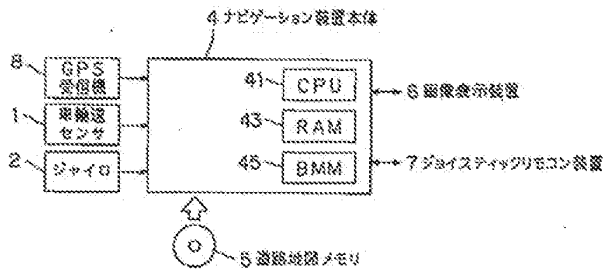 4 ナビゲーション装置本体
8 GPS
受信機
41 CPU
6 画像表示装置
1 車輪速
センサ
43 RAM
2 ジャイロ
45 BMM
7 ジョイスティックリモコン装置
5 道路地図メモリ